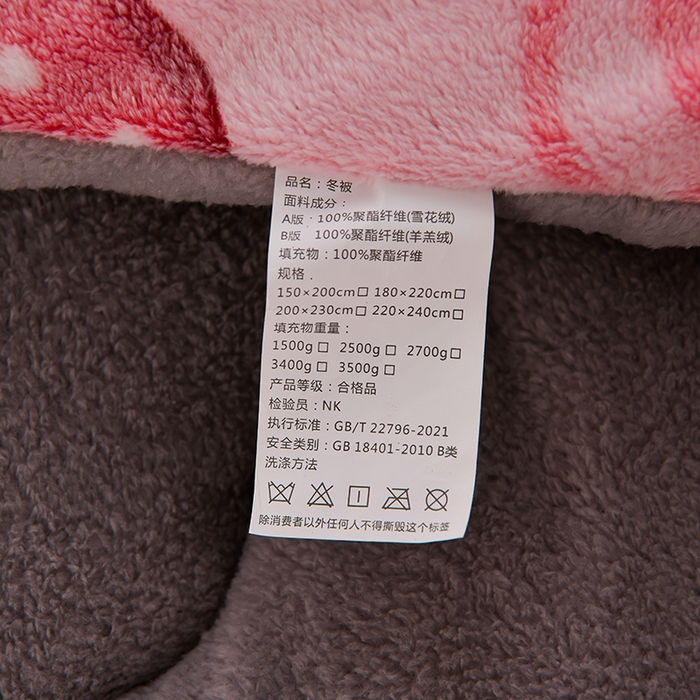 品名：冬被
面料成分：
A版：100%聚酯纤维(雪花绒)
B版：100%聚酯纤维(羊羔绒)
填充物：100%聚酯纤维
规格：
150×200cm□ 180×220cm□
200×230cm□ 220×240cm□
填充物重量：
1500g□ 2500g□ 2700g□
3400g□ 3500g□
产品等级：合格品
检验员：NK
执行标准：GB/T 22796-2021
安全类别：GB 18401-2010 B类
洗涤方法
除消费者以外任何人不得撕毁这个标签